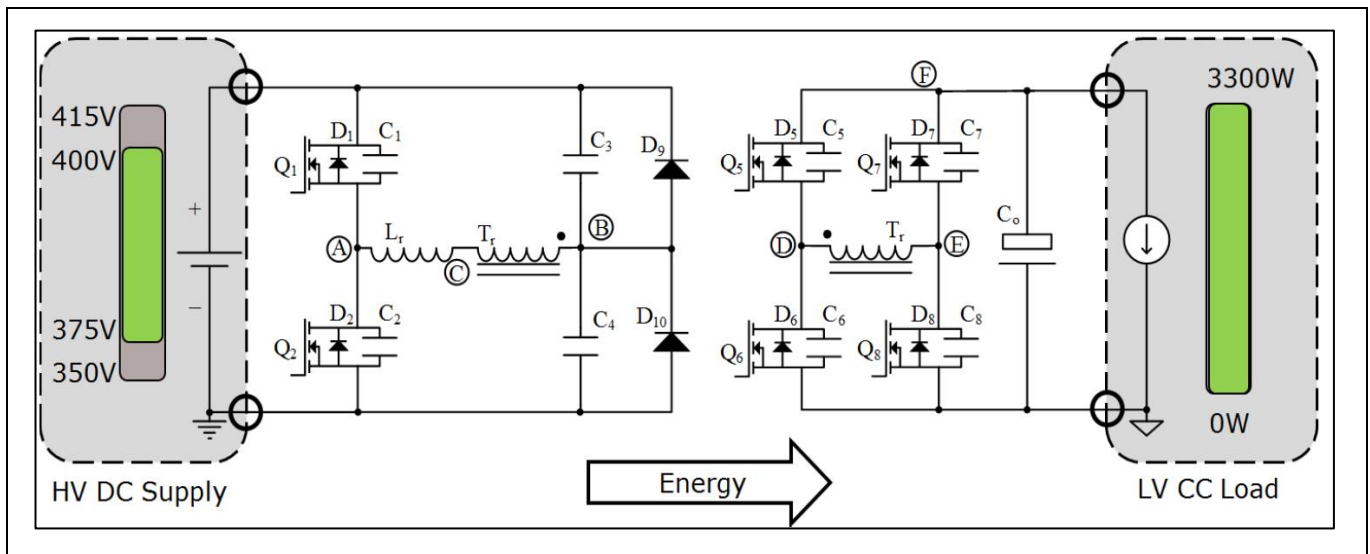 415V
400V
375V
350V
+
−
HV DC Supply
Q1
D1
C1
Q2
D2
C2
A
Lr
C
Tr
B
C3
C4
D9
D10
Energy
F
Q5
D5
C5
Q7
D7
C7
D
Tr
E
Q6
D6
C6
Q8
D8
C8
Co
3300W
0W
LV CC Load